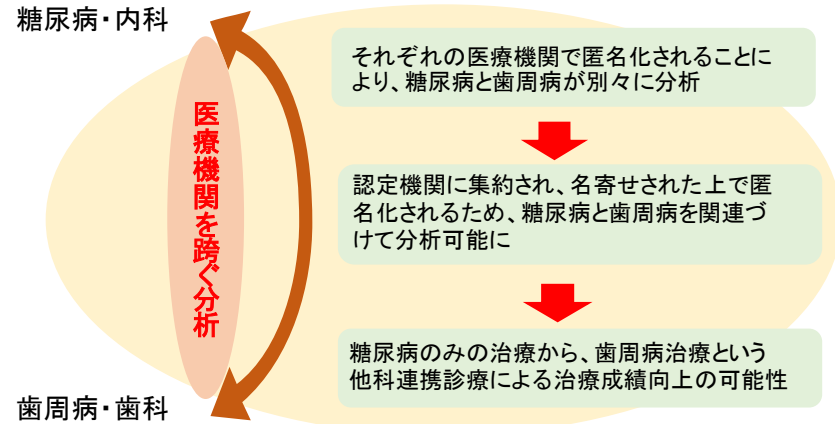 糖尿病・内科
それぞれの医療機関で匿名化されることに
より、糖尿病と歯周病が別々に分析
医療機関を跨ぐ分析
認定機関に集約され、名寄せされた上で匿
名化されるため、糖尿病と歯周病を関連づ
けて分析可能に
糖尿病のみの治療から、歯周病治療という
他科連携診療による治療成績向上の可能性
歯周病・歯科